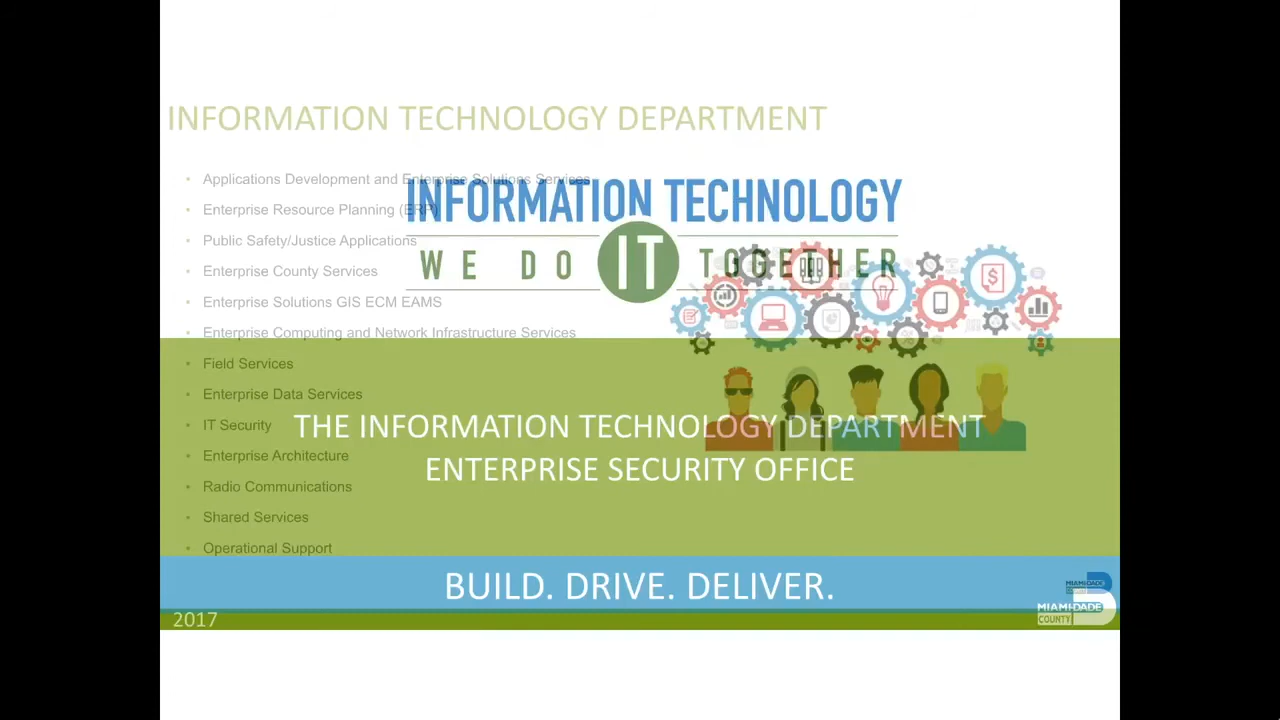 INFORMATION TECHNOLOGY DEPARTMENT
• Applications Development and Enterprise Solutions Services
• Enterprise Resource Planning (ERP)
• Public Safety/Justice Applications
• Enterprise County Services
• Enterprise Solutions GIS ECM EAMS
• Enterprise Computing and Network Infrastructure Services
• Field Services
• Enterprise Data Services
• IT Security
• Enterprise Architecture
• Radio Communications
• Shared Services
• Operational Support
INFORMATION TECHNOLOGY
WE DO IT TOGETHER
THE INFORMATION TECHNOLOGY DEPARTMENT
ENTERPRISE SECURITY OFFICE
BUILD. DRIVE. DELIVER.
2017
MIAMI-DADE
COUNTY
MIAMI-DADE
COUNTY